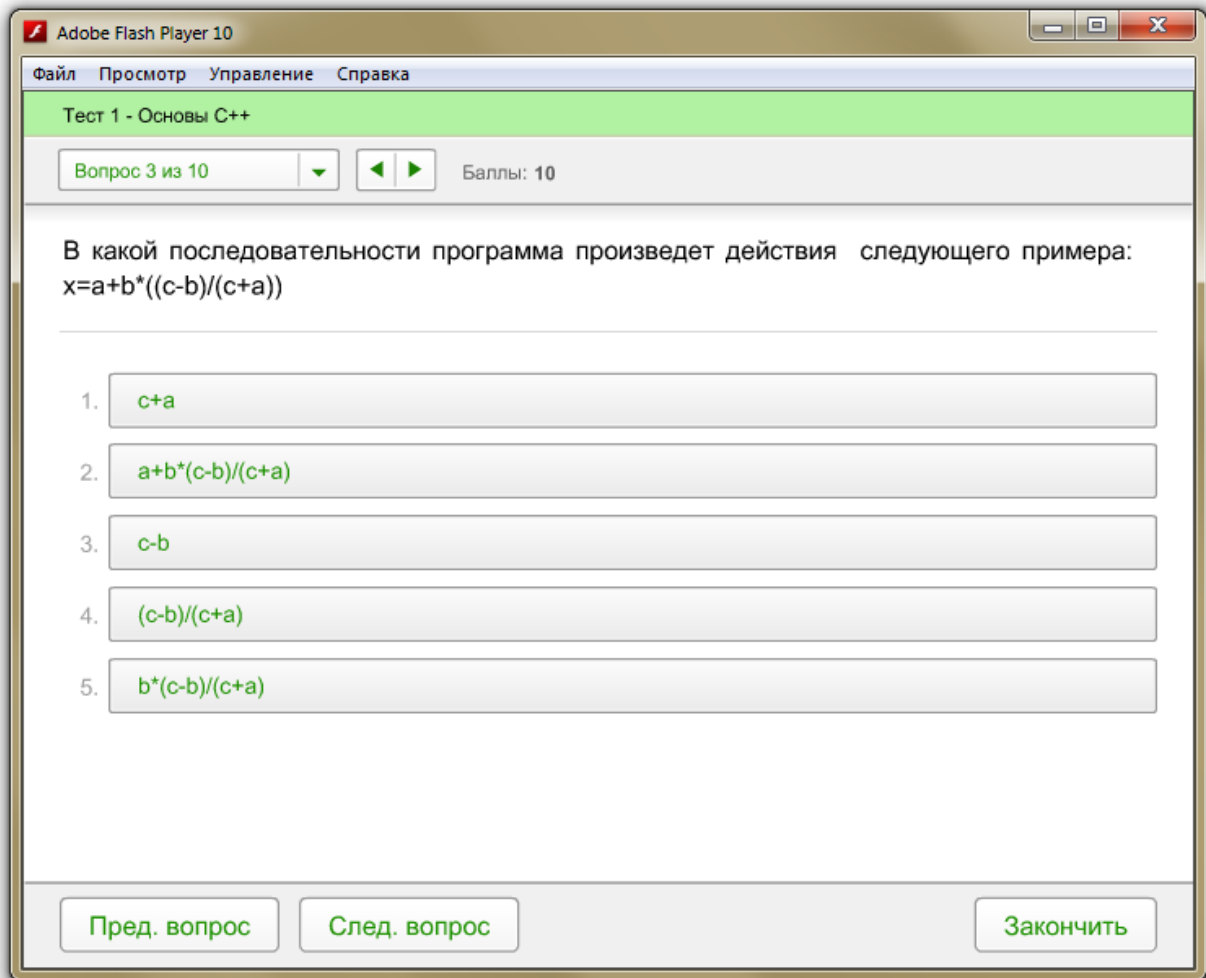 Adobe Flash Player 10
Файл Просмотр Управление Справка
Тест 1 - Основы C++
Вопрос 3 из 10
Баллы: 10
В какой последовательности программа произведет действия следующего примера:
x=a+b*((c-b)/(c+a))
1. c+a
2. a+b*(c-b)/(c+a)
3. c-b
4. (c-b)/(c+a)
5. b*(c-b)/(c+a)
Пред. вопрос След. вопрос Закончить